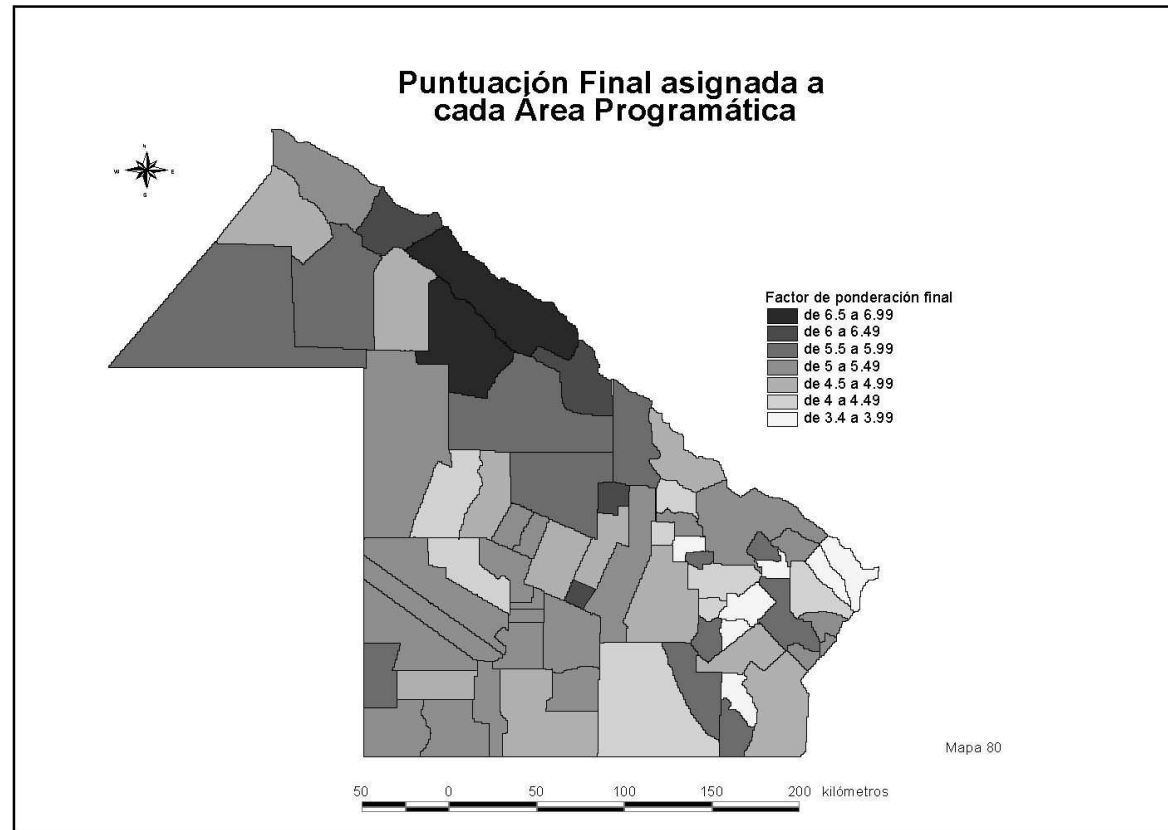 Puntuación Final asignada a
cada Área Programática
N
W
E
S
Factor de ponderación final
de 6.5 a 6.99
de 6 a 6.49
de 5.5 a 5.99
de 5 a 5.49
de 4.5 a 4.99
de 4 a 4.49
de 3.4 a 3.99
Mapa 80
50 0 50 100 150 200 kilómetros